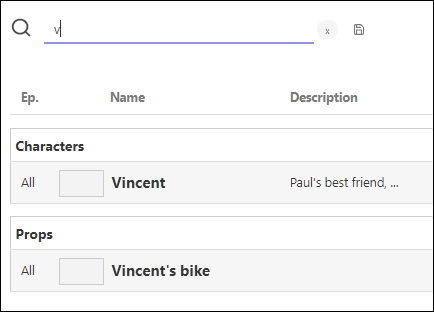 v x
Ep. Name Description
Characters
All Vincent Paul's best friend, ...
Props
All Vincent's bike